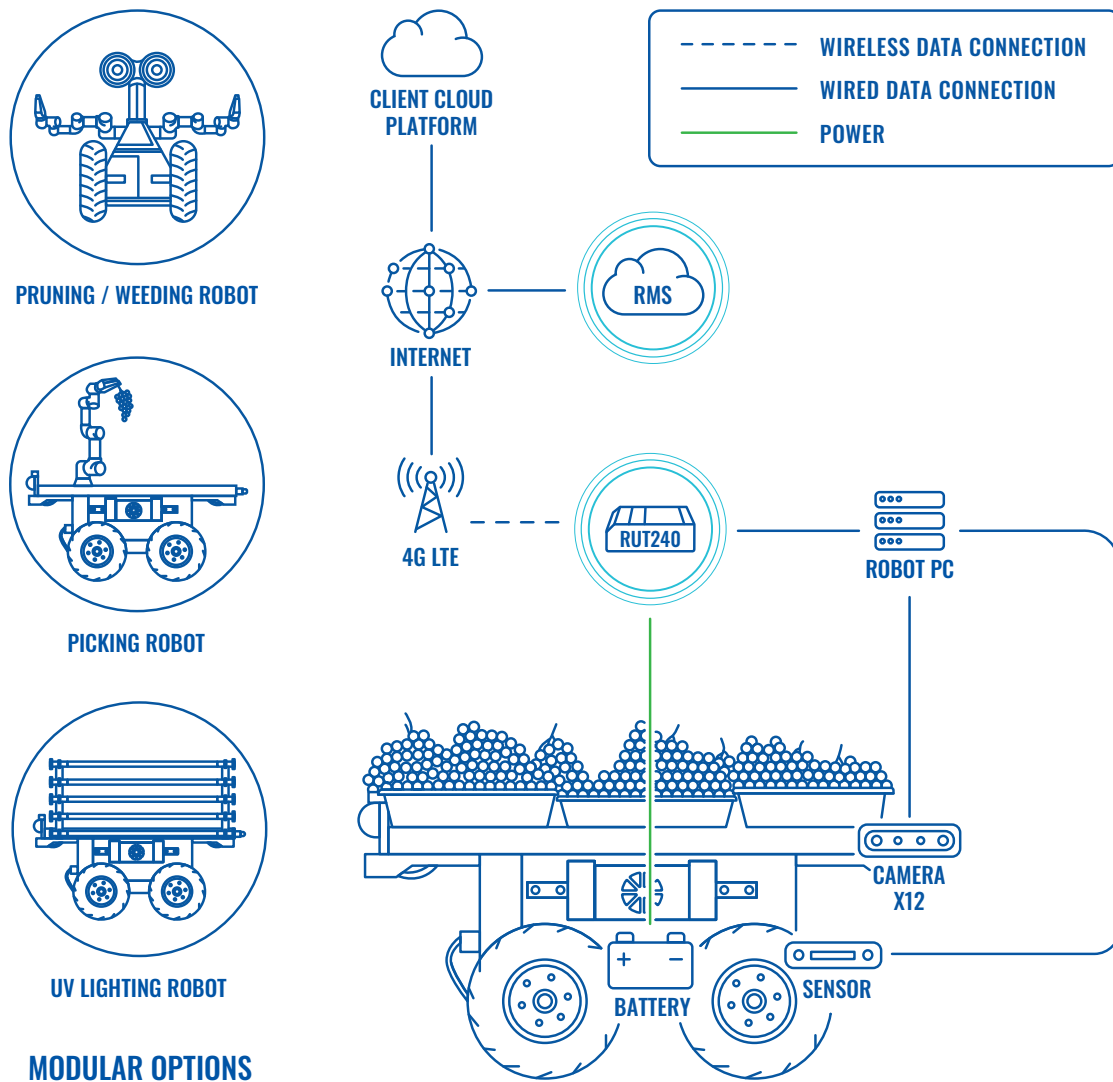 WIRELESS DATA CONNECTION
WIRED DATA CONNECTION
POWER
CLIENT CLOUD
PLATFORM
PRUNING / WEEDING ROBOT
RMS
INTERNET
RUT240
4G LTE
ROBOT PC
PICKING ROBOT
CAMERA
X12
UV LIGHTING ROBOT
+ −
BATTERY
SENSOR
MODULAR OPTIONS